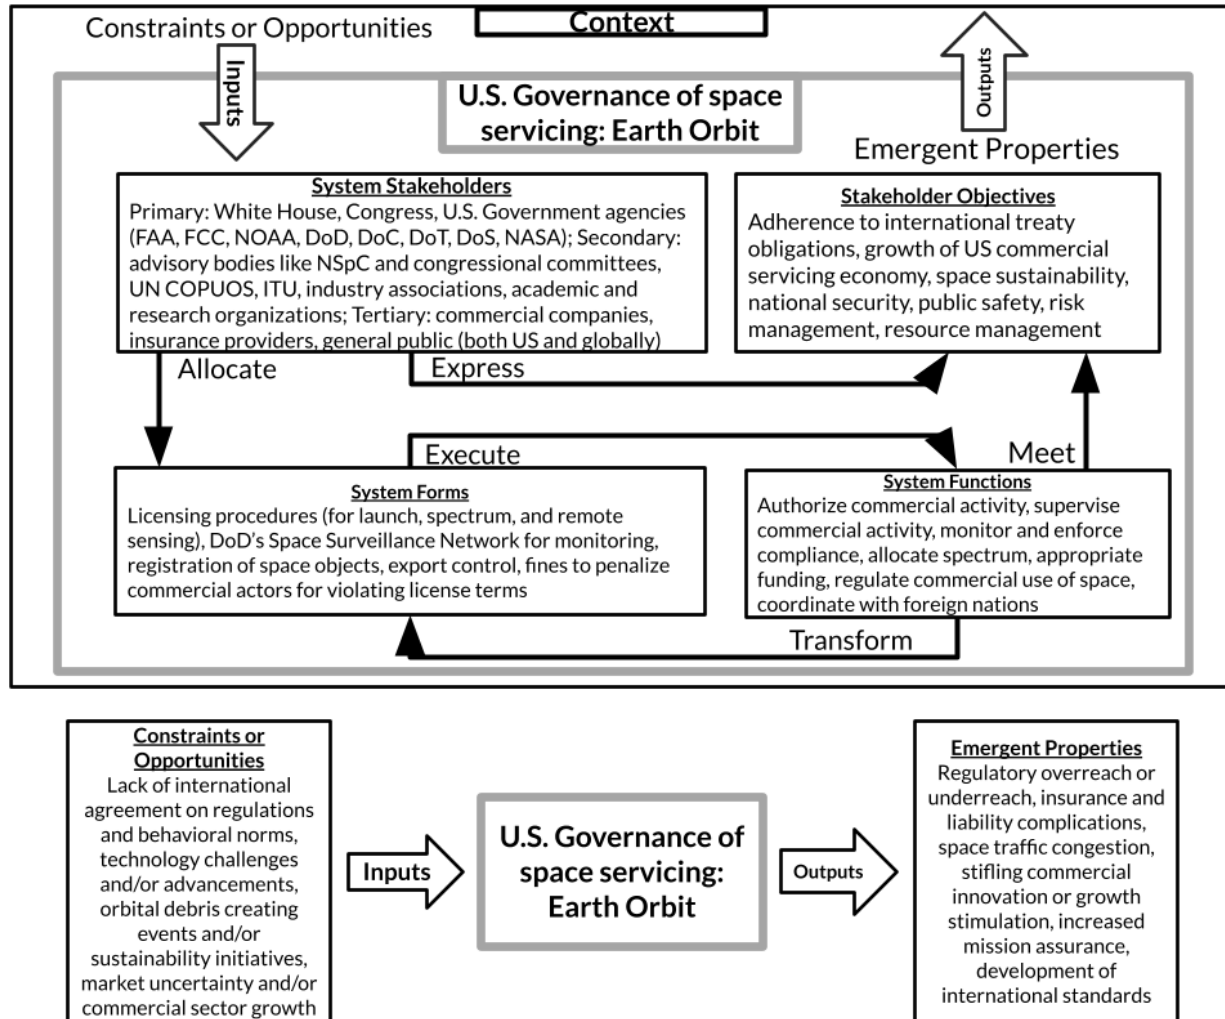 Context
Constraints or Opportunities
Inputs
Outputs
U.S. Governance of space
servicing: Earth Orbit
Emergent Properties
System Stakeholders
Primary: White House, Congress, U.S. Government agencies
(FAA, FCC, NOAA, DoD, DoC, DoT, DoS, NASA); Secondary:
advisory bodies like NSpC and congressional committees,
UN COPUOS, ITU, industry associations, academic and
research organizations; Tertiary: commercial companies,
insurance providers, general public (both US and globally)
Stakeholder Objectives
Adherence to international treaty
obligations, growth of US commercial
servicing economy, space sustainability,
national security, public safety, risk
management, resource management
Allocate
Express
Execute
Meet
System Forms
Licensing procedures (for launch, spectrum, and remote
sensing), DoD's Space Surveillance Network for monitoring,
registration of space objects, export control, fines to penalize
commercial actors for violating license terms
System Functions
Authorize commercial activity, supervise
commercial activity, monitor and enforce
compliance, allocate spectrum, appropriate
funding, regulate commercial use of space,
coordinate with foreign nations
Transform
Constraints or
Opportunities
Lack of international
agreement on regulations
and behavioral norms,
technology challenges
and/or advancements,
orbital debris creating
events and/or
sustainability initiatives,
market uncertainty and/or
commercial sector growth
Inputs
U.S. Governance of
space servicing:
Earth Orbit
Outputs
Emergent Properties
Regulatory overreach or
underreach, insurance and
liability complications,
space traffic congestion,
stifling commercial
innovation or growth
stimulation, increased
mission assurance,
development of
international standards